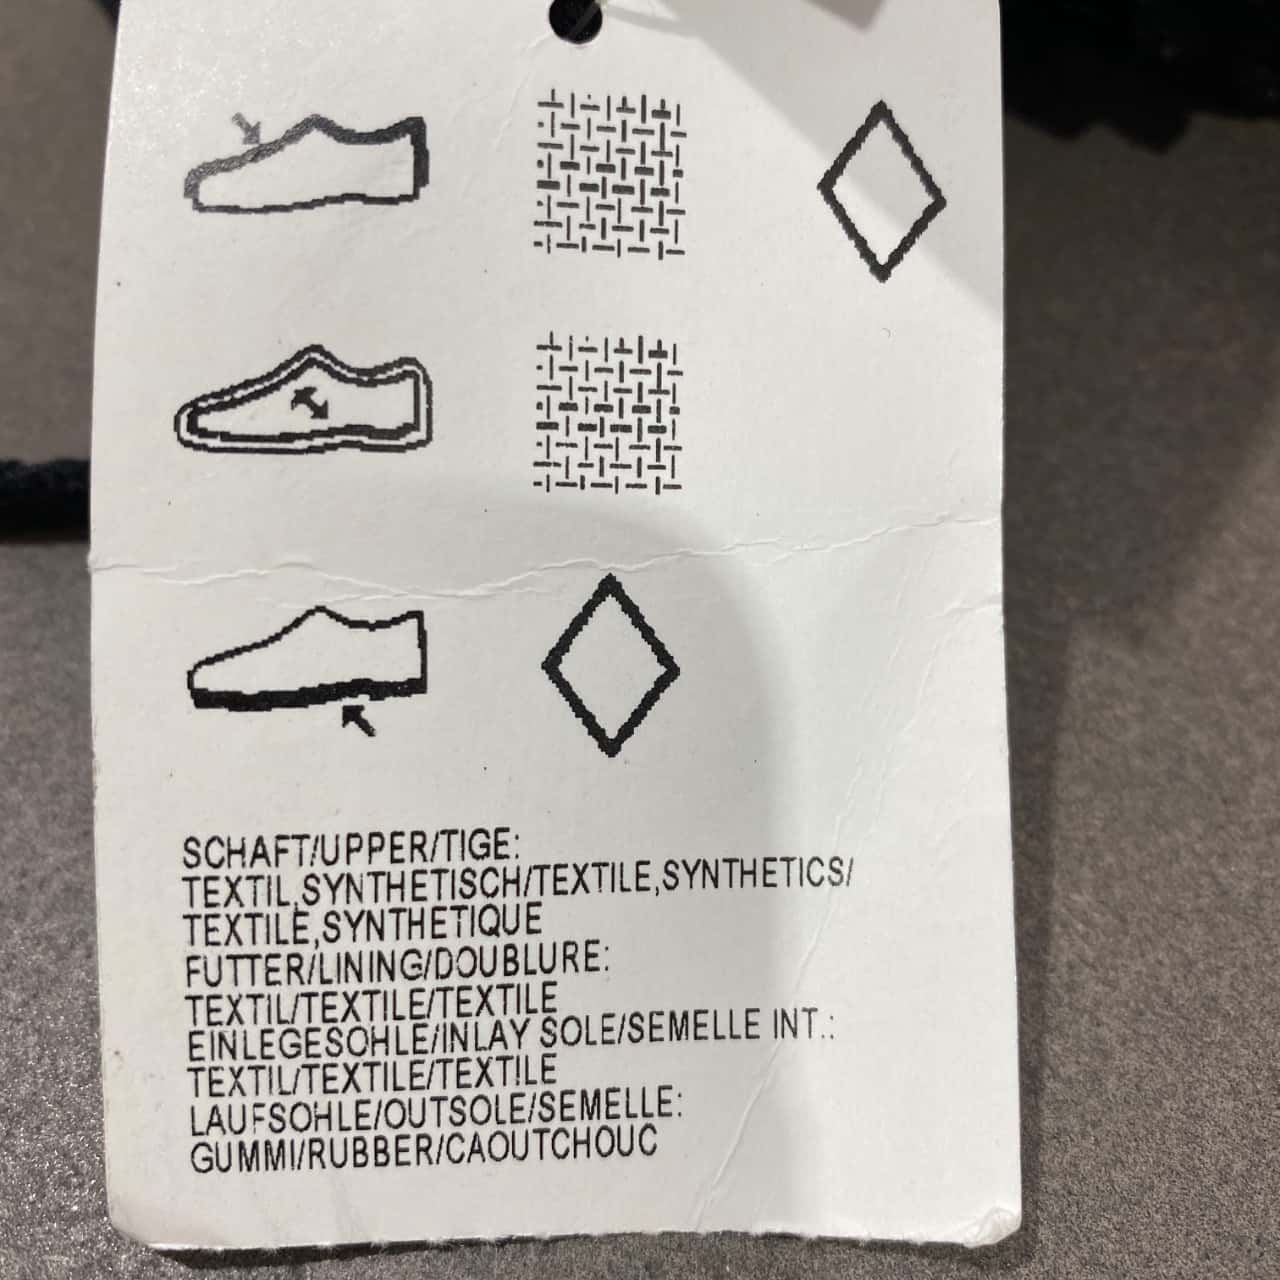 SCHAFT/UPPER/TIGE:
TEXTIL,SYNTHETISCH/TEXTILE,SYNTHETICS/
TEXTILE,SYNTHETIQUE
FUTTER/LINING/DOUBLURE:
TEXTIL/TEXTILE/TEXTILE
EINLEGESOHLE/INLAY SOLE/SEMELLE INT.:
TEXTIL/TEXTILE/TEXTILE
LAUFSOHLE/OUTSOLE/SEMELLE:
GUMMI/RUBBER/CAOUTCHOUC